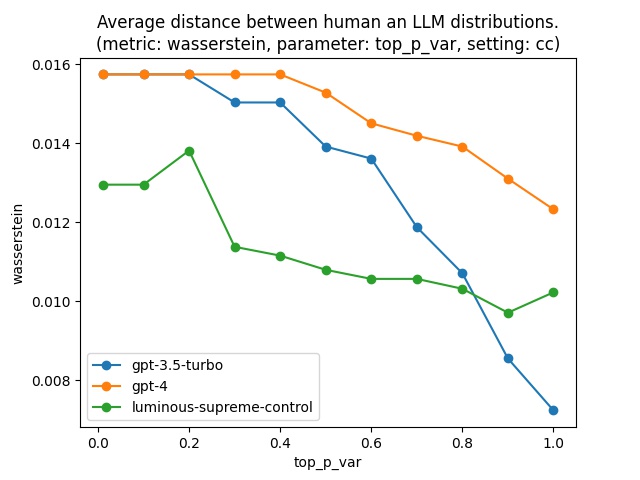 Average distance between human an LLM distributions.
(metric: wasserstein, parameter: top_p_var, setting: cc)
0.016
0.014
0.012
0.010
0.008
wasserstein
gpt-3.5-turbo
gpt-4
luminous-supreme-control
0.0 0.2 0.4 0.6 0.8 1.0
top_p_var